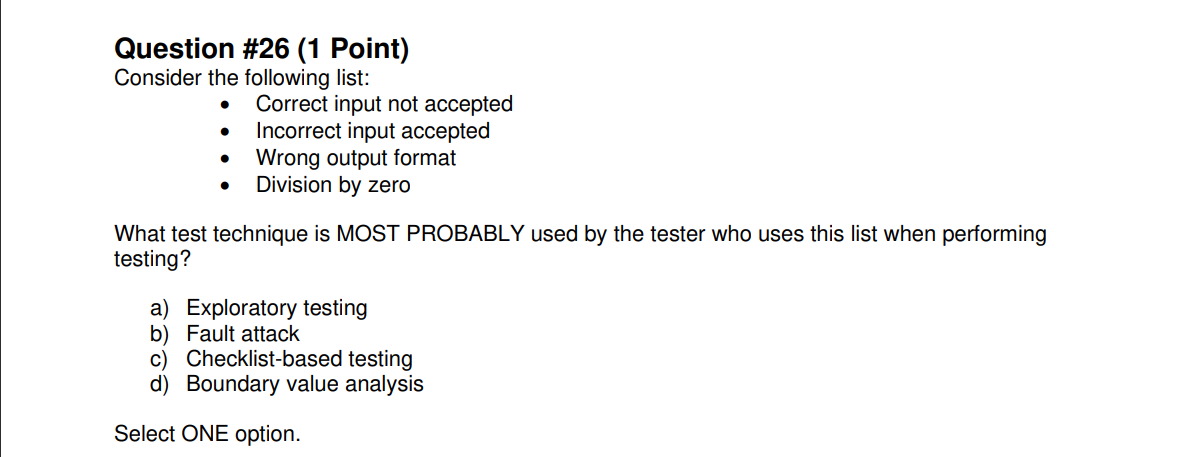 Question #26 (1 Point)
Consider the following list:
• Correct input not accepted
• Incorrect input accepted
• Wrong output format
• Division by zero
What test technique is MOST PROBABLY used by the tester who uses this list when performing
testing?
a) Exploratory testing
b) Fault attack
c) Checklist-based testing
d) Boundary value analysis
Select ONE option.